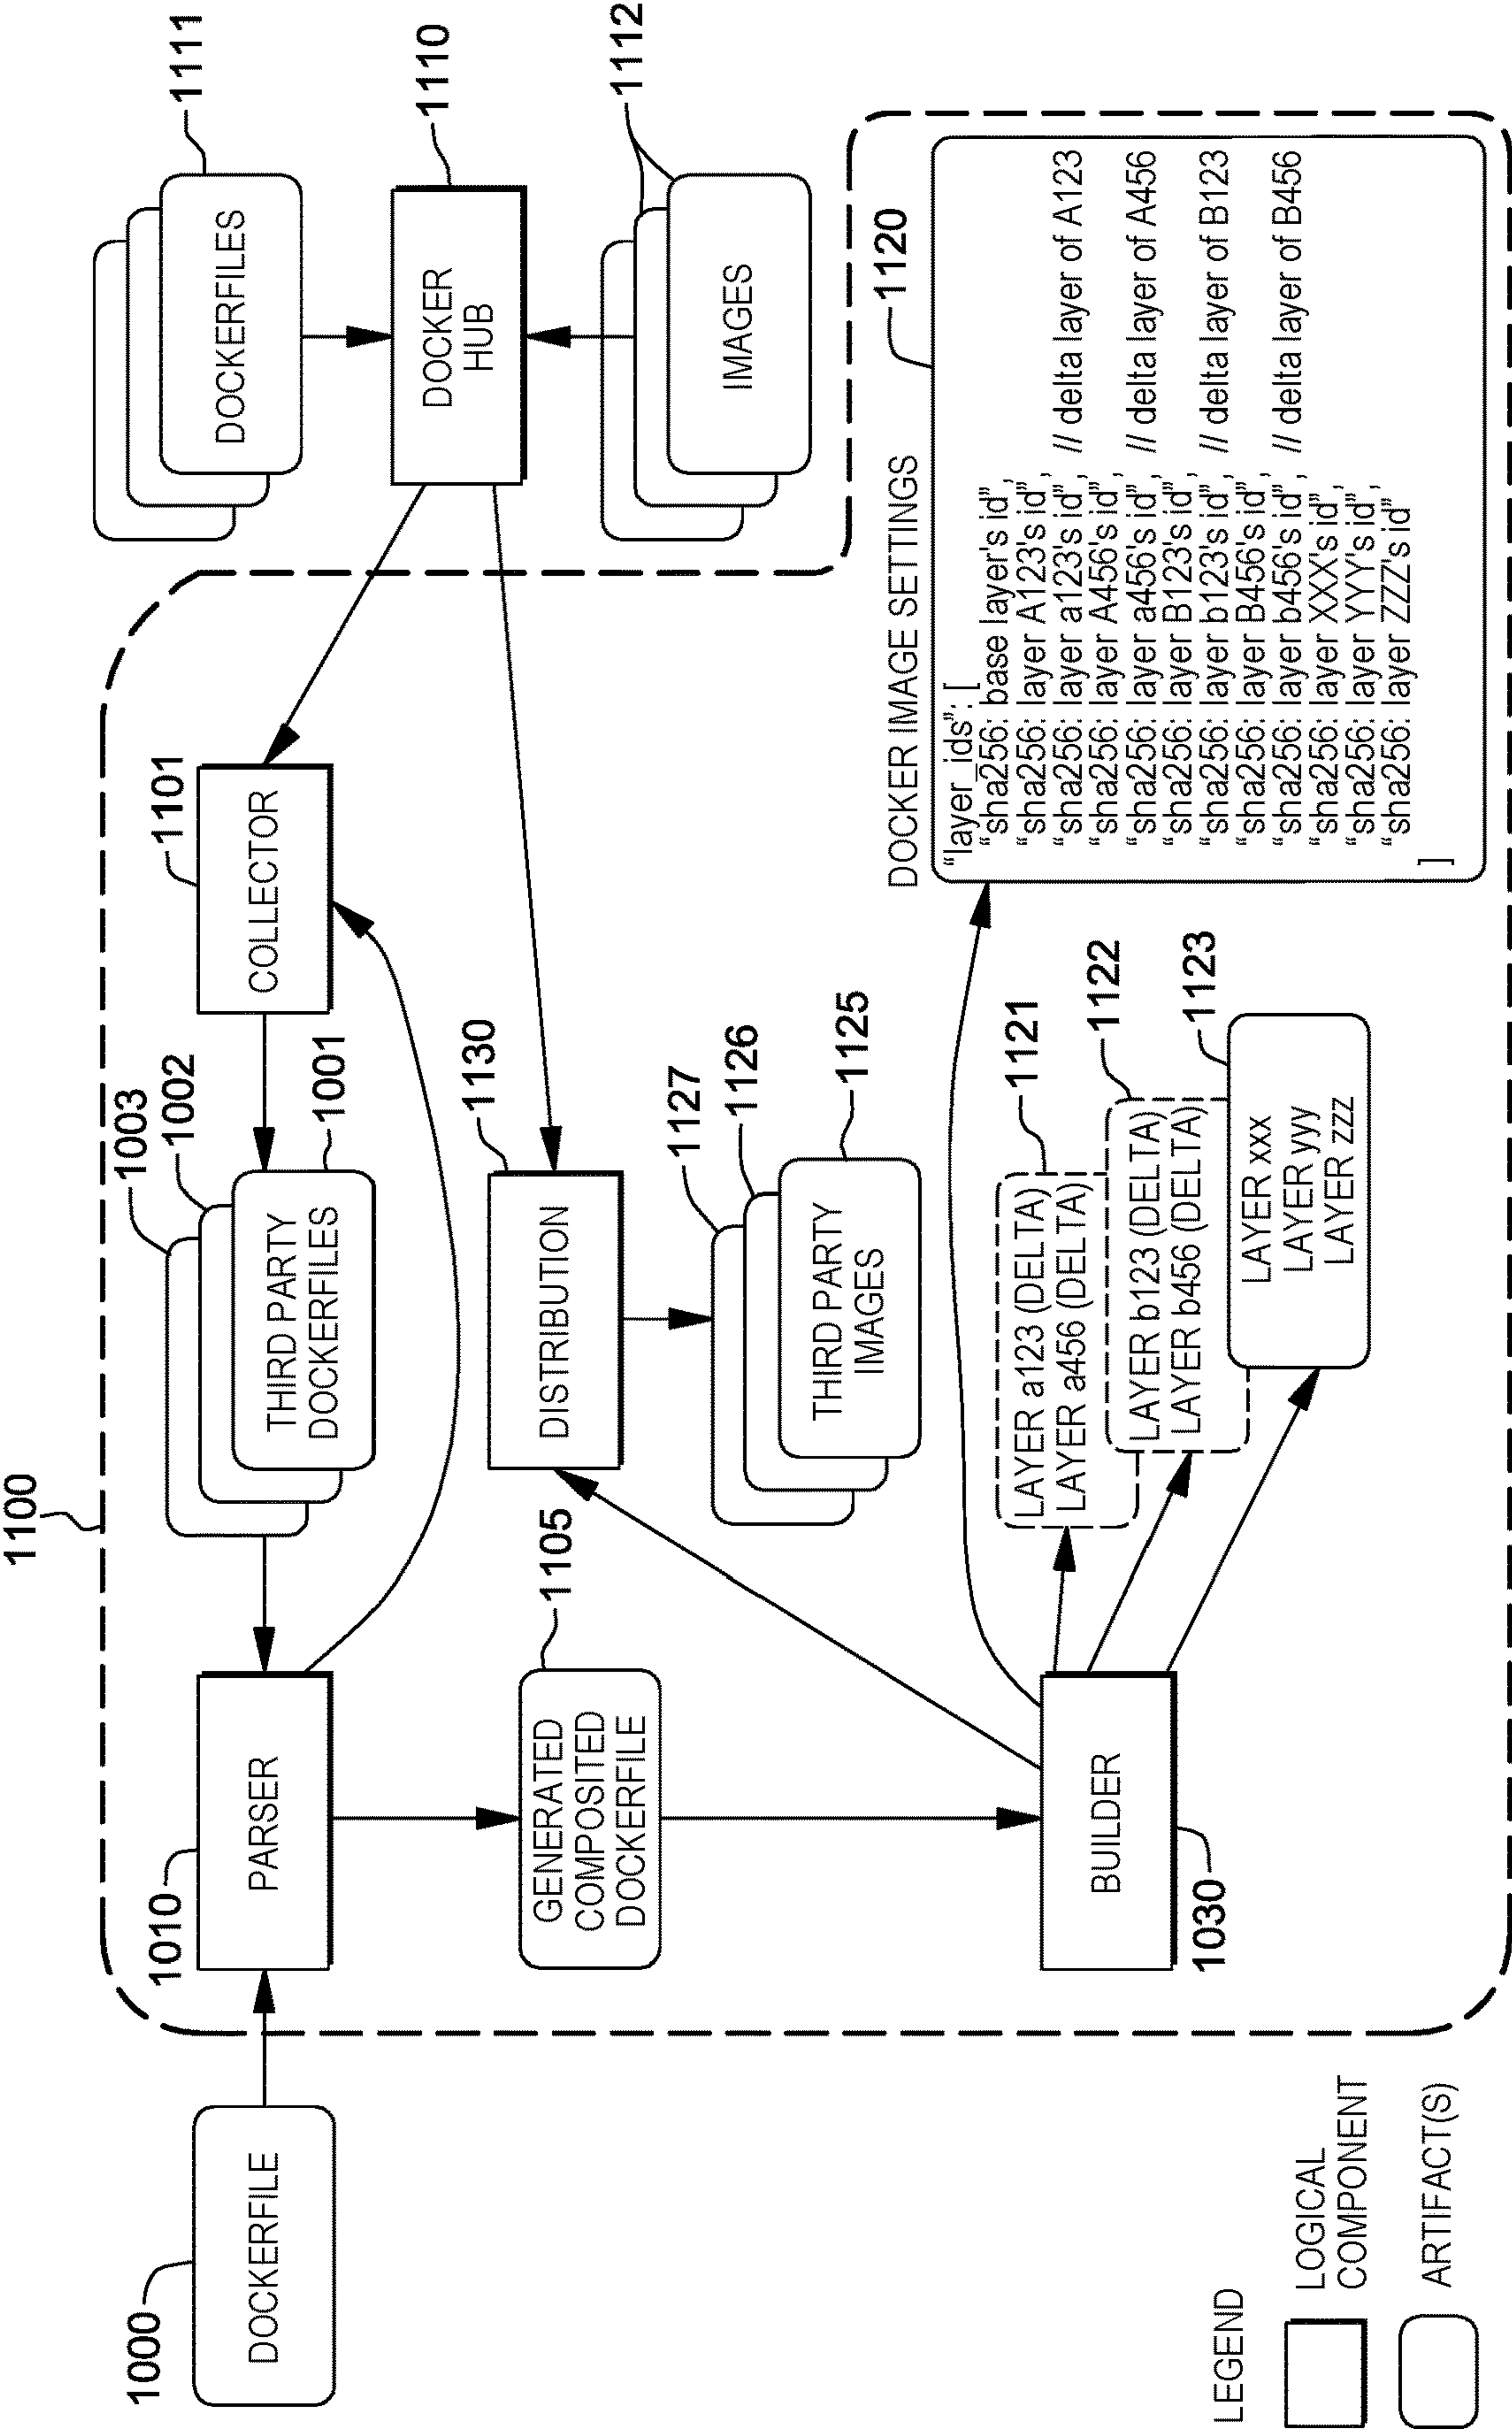 1100
1000
DOCKERFILE
1010
PARSER
1003
1002
1001
THIRD PARTY
DOCKERFILES
1101
COLLECTOR
1111
DOCKERFILES
1110
DOCKER
HUB
1112
IMAGES
1105
GENERATED
COMPOSITED
DOCKERFILE
1130
DISTRIBUTION
1127
1126
1125
THIRD PARTY
IMAGES
BUILDER
1030
1121
LAYER a123 (DELTA)
LAYER a456 (DELTA)
1122
LAYER b123 (DELTA)
LAYER b456 (DELTA)
1123
LAYER xxx
LAYER yyy
LAYER zzz
DOCKER IMAGE SETTINGS
1120
“layer_ids”: [
“sha256: base layer's id”,
“sha256: layer A123's id”,
“sha256: layer a123's id”, // delta layer of A123
“sha256: layer A456's id”,
“sha256: layer a456's id”, // delta layer of A456
“sha256: layer B123's id”,
“sha256: layer b123's id”, // delta layer of B123
“sha256: layer B456's id”,
“sha256: layer b456's id”, // delta layer of B456
“sha256: layer XXX's id”,
“sha256: layer YYY's id”,
“sha256: layer ZZZ's id”
]
LEGEND
LOGICAL
COMPONENT
ARTIFACT(S)